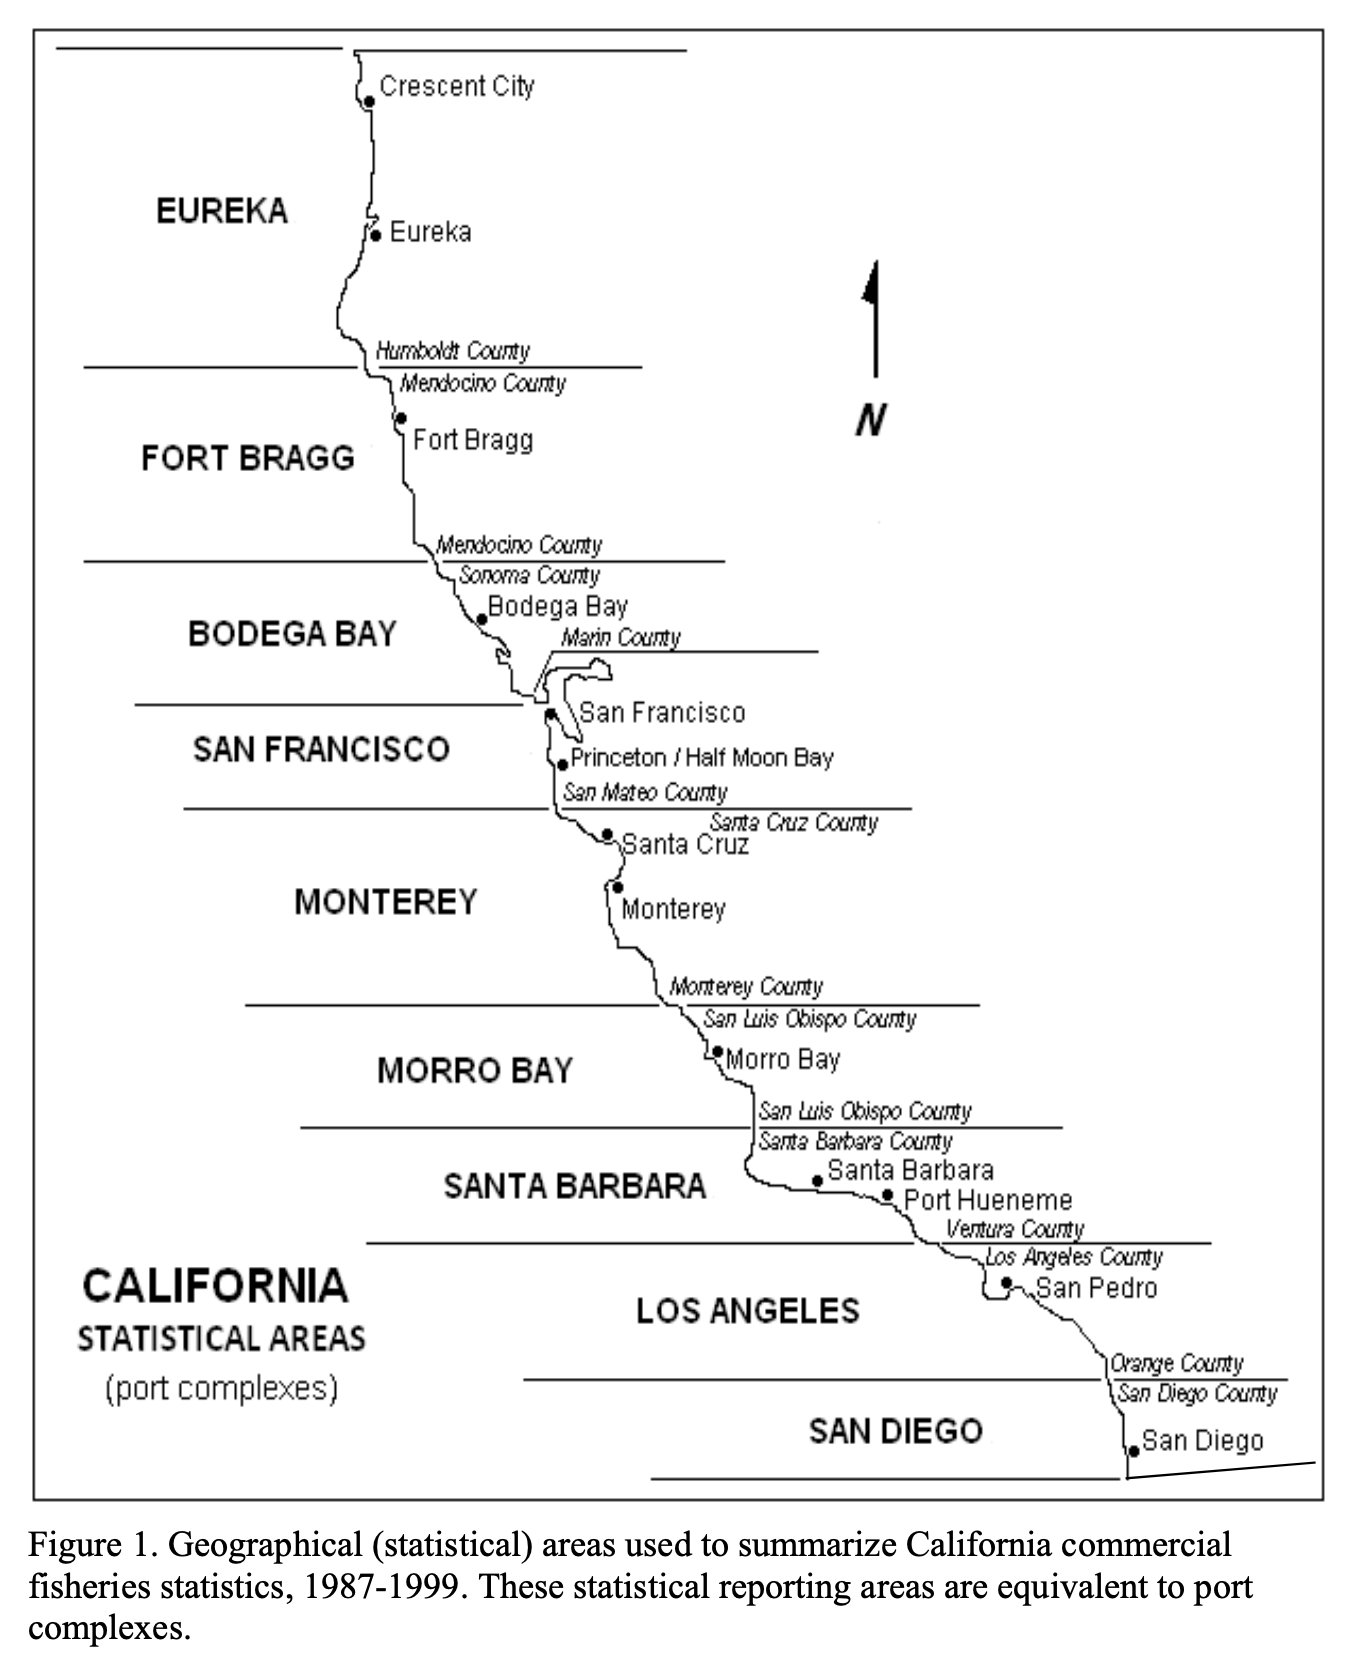 Crescent City
EUREKA
Eureka
Humboldt County
Mendocino County
N
Fort Bragg
FORT BRAGG
Mendocino County
Sonoma County
Bodega Bay
BODEGA BAY
Marin County
San Francisco
SAN FRANCISCO
Princeton / Half Moon Bay
San Mateo County
Santa Cruz County
Santa Cruz
MONTEREY
Monterey
Monterey County
San Luis Obispo County
Morro Bay
MORRO BAY
San Luis Obispo County
Santa Barbara County
Santa Barbara
SANTA BARBARA
Port Hueneme
Ventura County
Los Angeles County
San Pedro
CALIFORNIA
STATISTICAL AREAS
(port complexes)
LOS ANGELES
Orange County
San Diego County
SAN DIEGO
San Diego
Figure 1. Geographical (statistical) areas used to summarize California commercial
fisheries statistics, 1987-1999. These statistical reporting areas are equivalent to port
complexes.